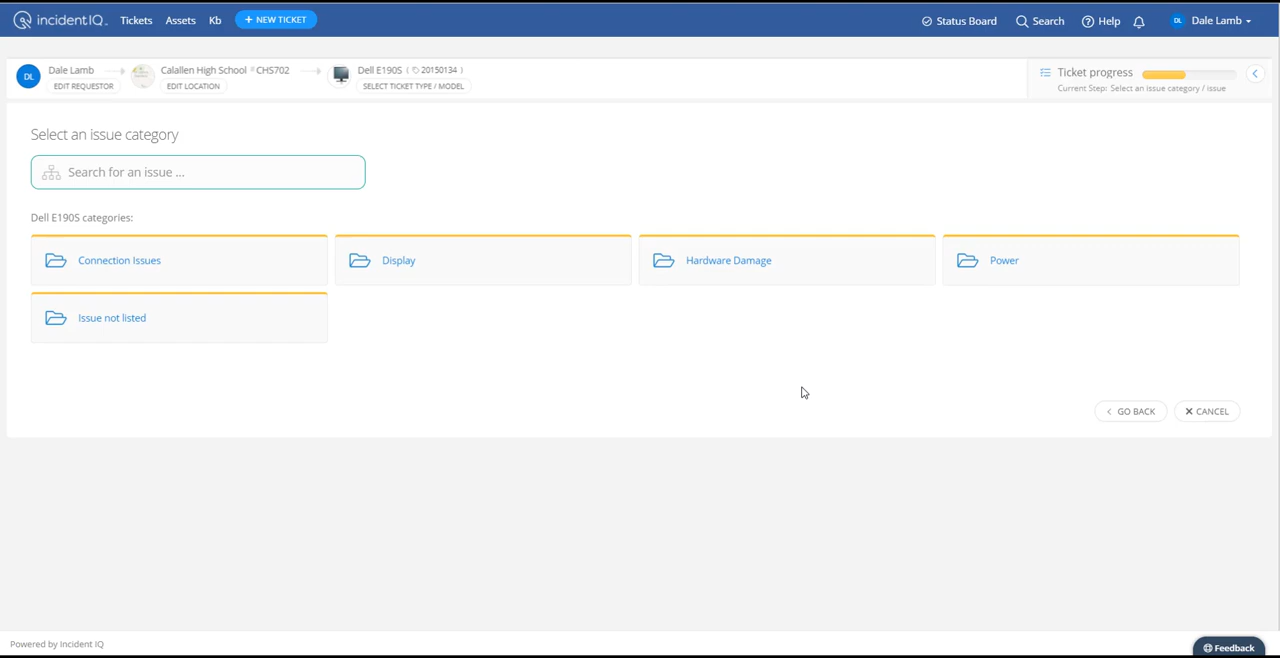 incidentIQ. Tickets Assets Kb + NEW TICKET Status Board Search Help DL Dale Lamb
DL Dale Lamb Calallen High School CHS702 Dell E190S ( 20150134 ) Ticket progress
EDIT REQUESTOR EDIT LOCATION SELECT TICKET TYPE / MODEL Current Step: Select an issue category / issue
Select an issue category
Search for an issue ...
Dell E190S categories:
Connection Issues Display Hardware Damage Power
Issue not listed
GO BACK CANCEL
Powered by Incident IQ
Feedback